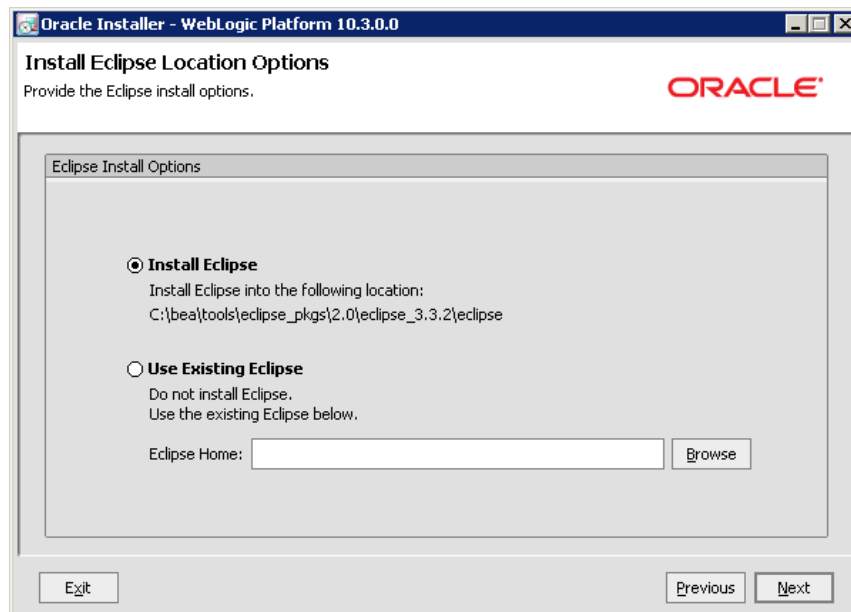 Oracle Installer - WebLogic Platform 10.3.0.0
Install Eclipse Location Options
Provide the Eclipse install options.
ORACLE
Eclipse Install Options
Install Eclipse
Install Eclipse into the following location:
C:\bea\tools\eclipse_pkgs\2.0\eclipse_3.3.2\eclipse
Use Existing Eclipse
Do not install Eclipse.
Use the existing Eclipse below.
Eclipse Home:
Browse
Exit
Previous
Next